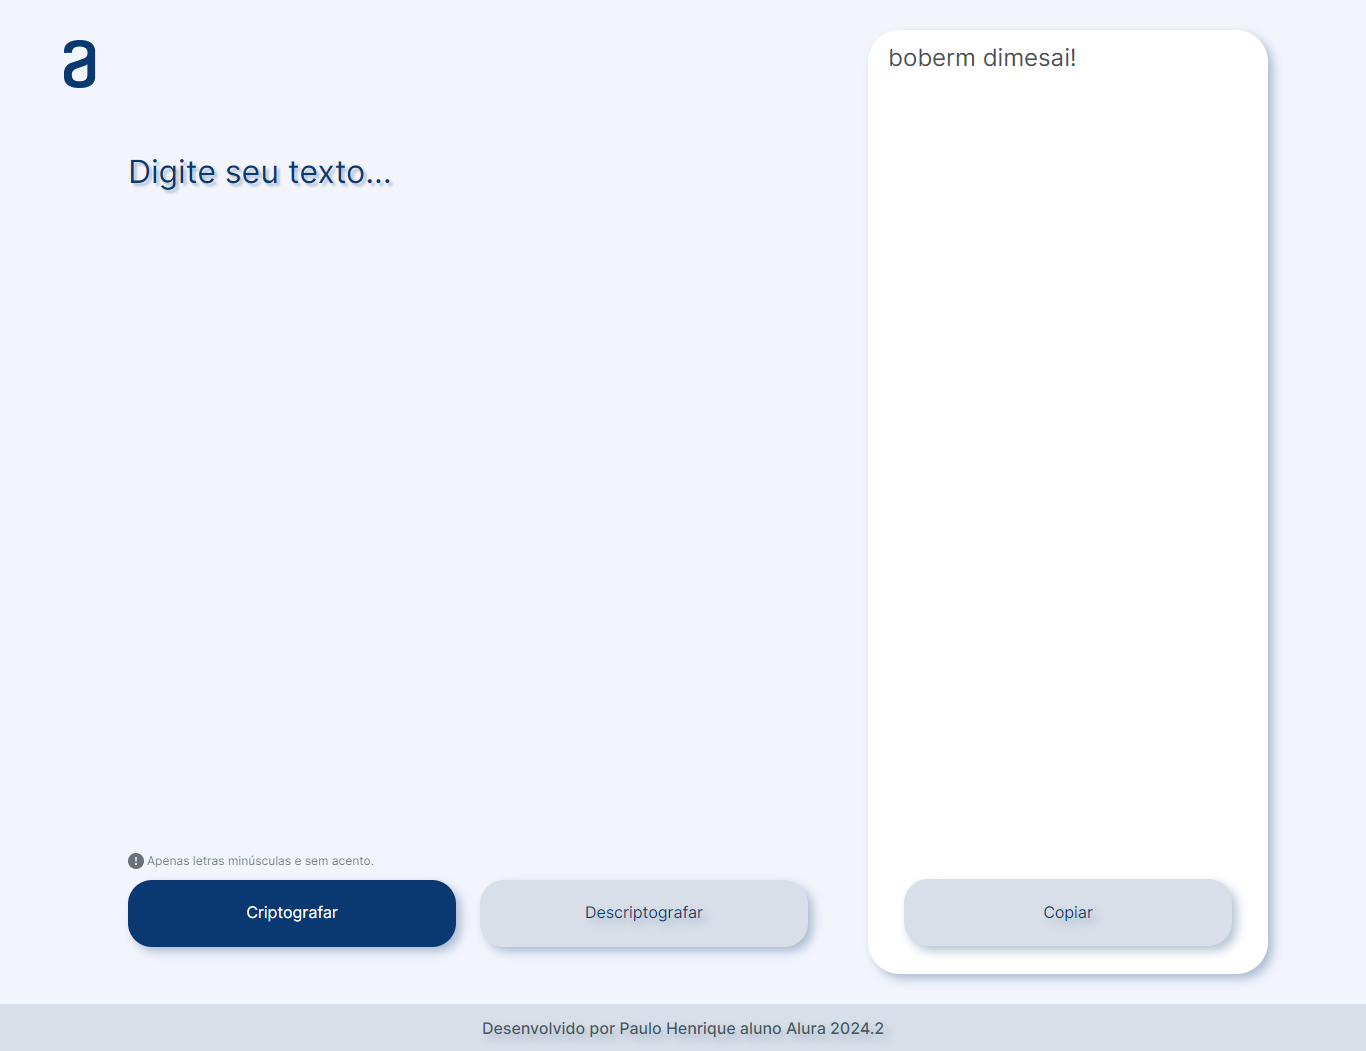 a
Digite seu texto...
boberm dimesai!
! Apenas letras minúsculas e sem acento.
Criptografar
Descriptografar
Copiar
Desenvolvido por Paulo Henrique aluno Alura 2024.2